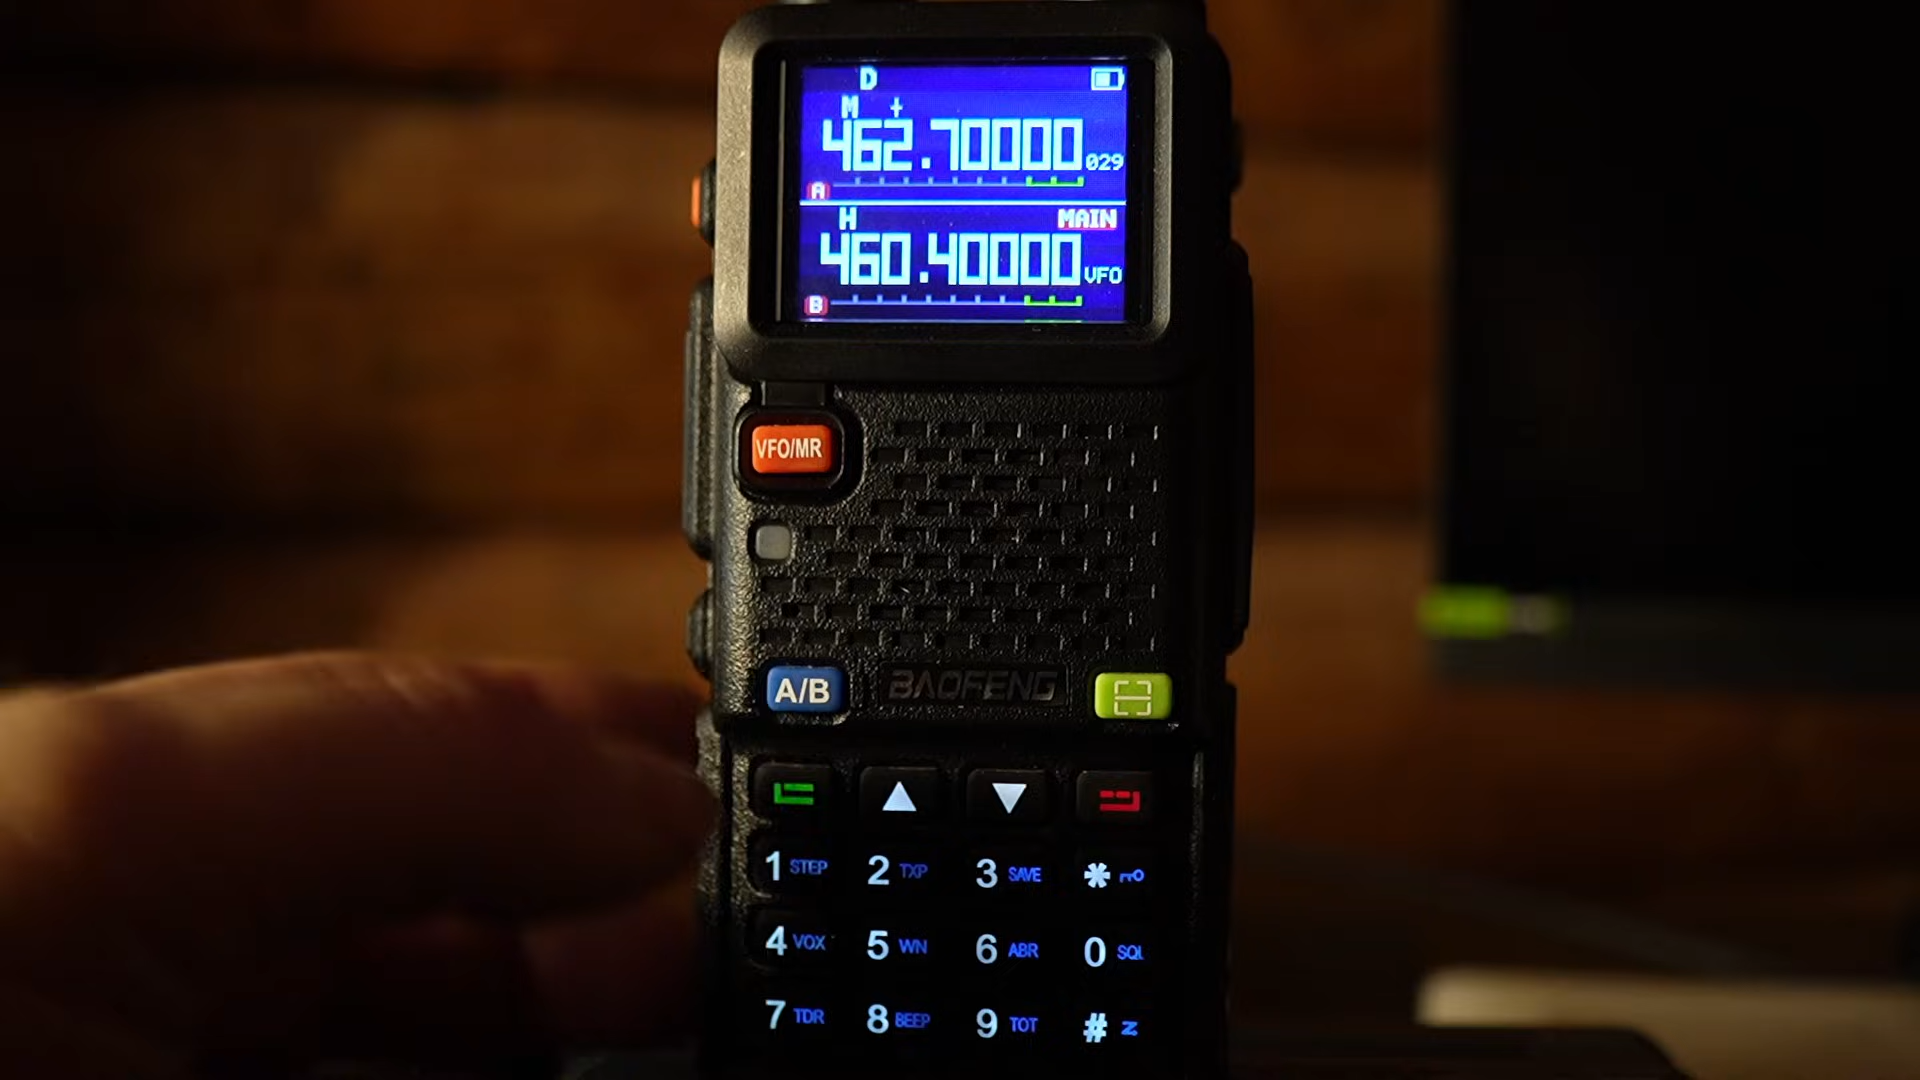 D
M +
462.70000 029
A
H MAIN
460.40000 VFO
B
VFO/MR
A/B BAOFENG
1 STEP 2 TXP 3 SAVE *
4 VOX 5 WN 6 ABR 0 SQL
7 TDR 8 BEEP 9 TOT #